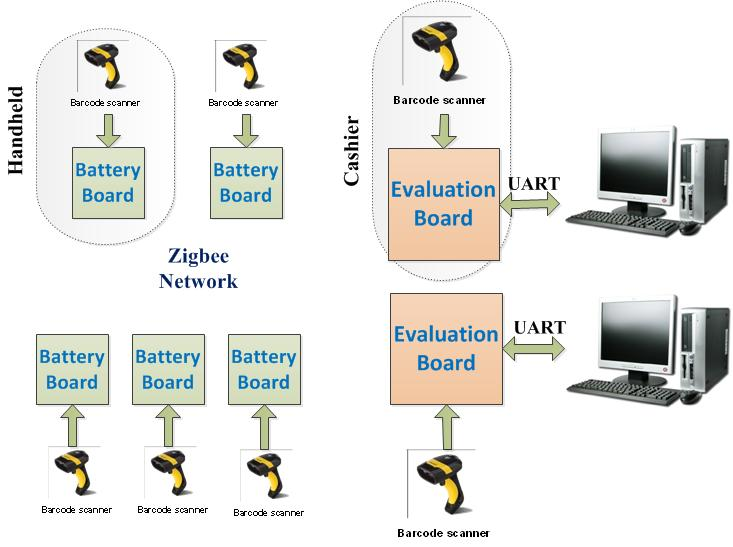 Handheld
Barcode scanner
Battery
Board
Barcode scanner
Battery
Board
Cashier
Barcode scanner
Evaluation
Board
UART
Zigbee
Network
Battery
Board
Battery
Board
Battery
Board
Evaluation
Board
UART
Barcode scanner
Barcode scanner
Barcode scanner
Barcode scanner